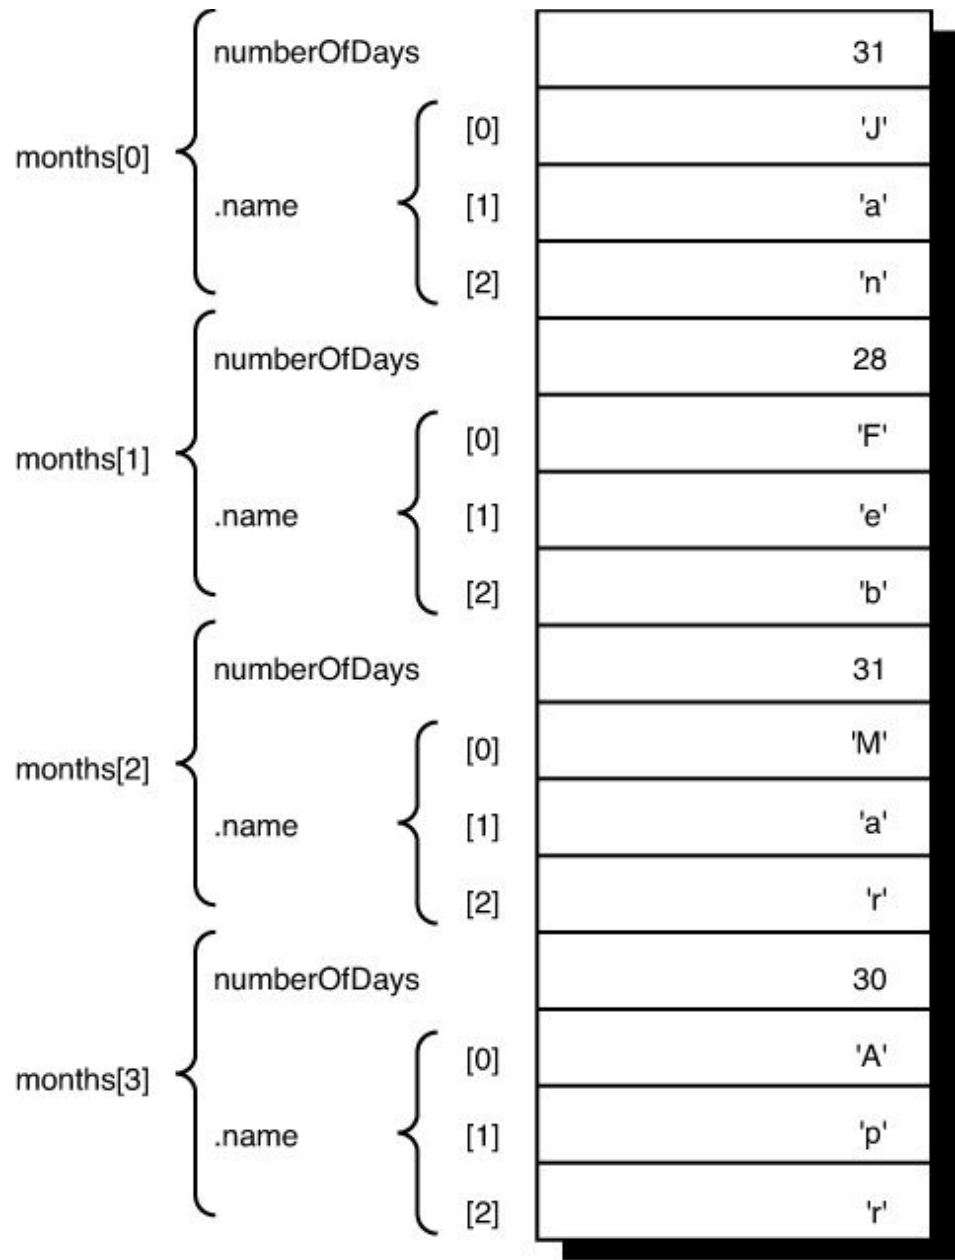 numberOfDays 31
[0] 'J'
months[0]
.name [1] 'a'
[2] 'n'
numberOfDays 28
[0] 'F'
months[1]
.name [1] 'e'
[2] 'b'
numberOfDays 31
[0] 'M'
months[2]
.name [1] 'a'
[2] 'r'
numberOfDays 30
[0] 'A'
months[3]
.name [1] 'p'
[2] 'r'